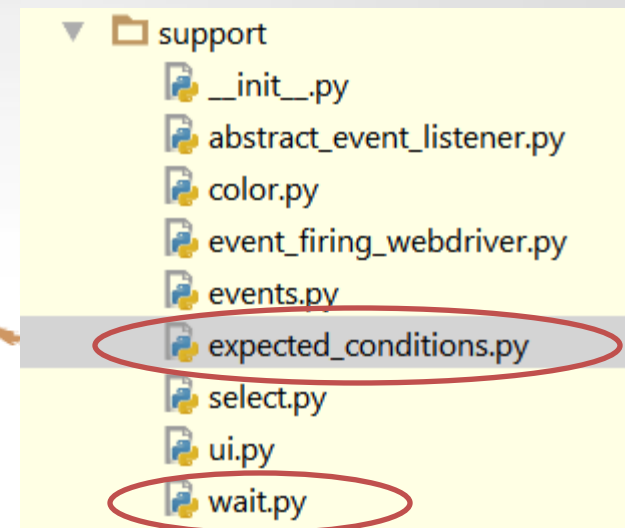 support
__init__.py
abstract_event_listener.py
color.py
event_firing_webdriver.py
events.py
expected_conditions.py
select.py
ui.py
wait.py